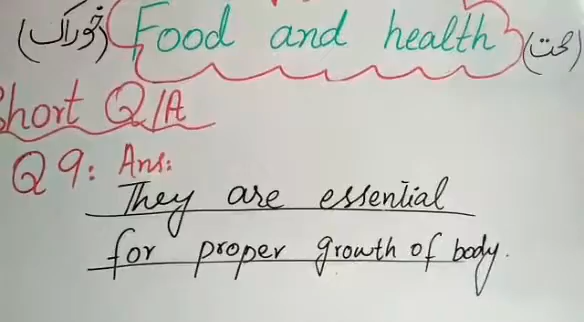 (خوراک) Food and health (صحت)
Short Q/A
Q9: Ans:
They are essential
for proper growth of body.